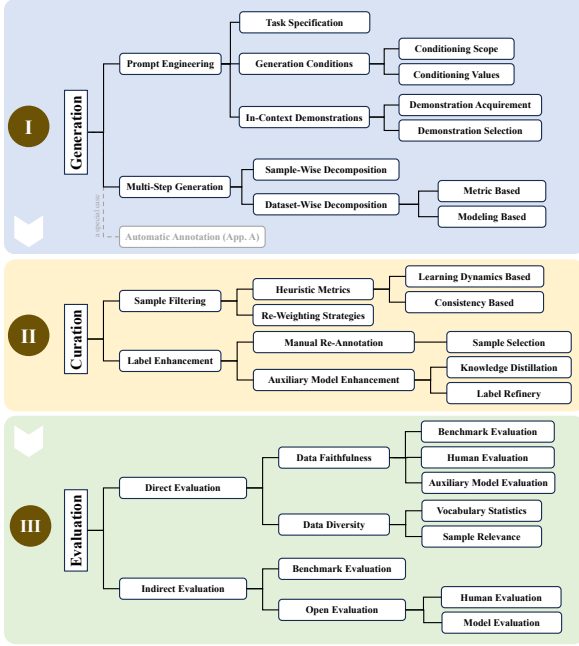 I
Generation
Prompt Engineering
Task Specification
Generation Conditions
Conditioning Scope
Conditioning Values
In-Context Demonstrations
Demonstration Acquirement
Demonstration Selection
Multi-Step Generation
Sample-Wise Decomposition
Dataset-Wise Decomposition
Metric Based
Modeling Based
a special case
Automatic Annotation (App. A)
II
Curation
Sample Filtering
Heuristic Metrics
Learning Dynamics Based
Consistency Based
Re-Weighting Strategies
Label Enhancement
Manual Re-Annotation
Sample Selection
Auxiliary Model Enhancement
Knowledge Distillation
Label Refinery
III
Evaluation
Direct Evaluation
Data Faithfulness
Benchmark Evaluation
Human Evaluation
Auxiliary Model Evaluation
Data Diversity
Vocabulary Statistics
Sample Relevance
Indirect Evaluation
Benchmark Evaluation
Open Evaluation
Human Evaluation
Model Evaluation